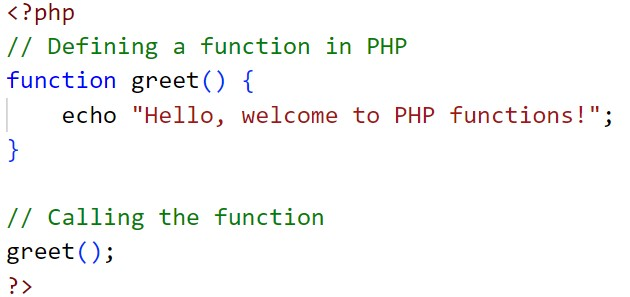 <?php
// Defining a function in PHP
function greet() {
    echo "Hello, welcome to PHP functions!";
}

// Calling the function
greet();
?>